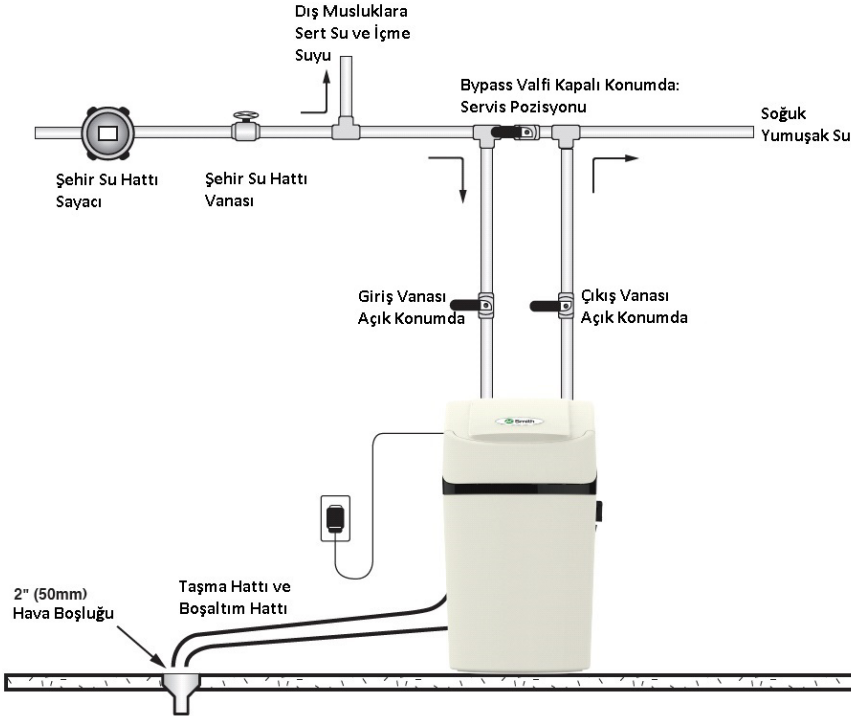 Dış Musluklara
Sert Su ve İçme
Suyu
Bypass Valfi Kapalı Konumda:
Servis Pozisyonu
Soğuk
Yumuşak Su
Şehir Su Hattı
Sayacı
Şehir Su Hattı
Vanası
Giriş Vanası
Açık Konumda
Çıkış Vanası
Açık Konumda
Smith
Taşma Hattı ve
Boşaltım Hattı
2" (50mm)
Hava Boşluğu